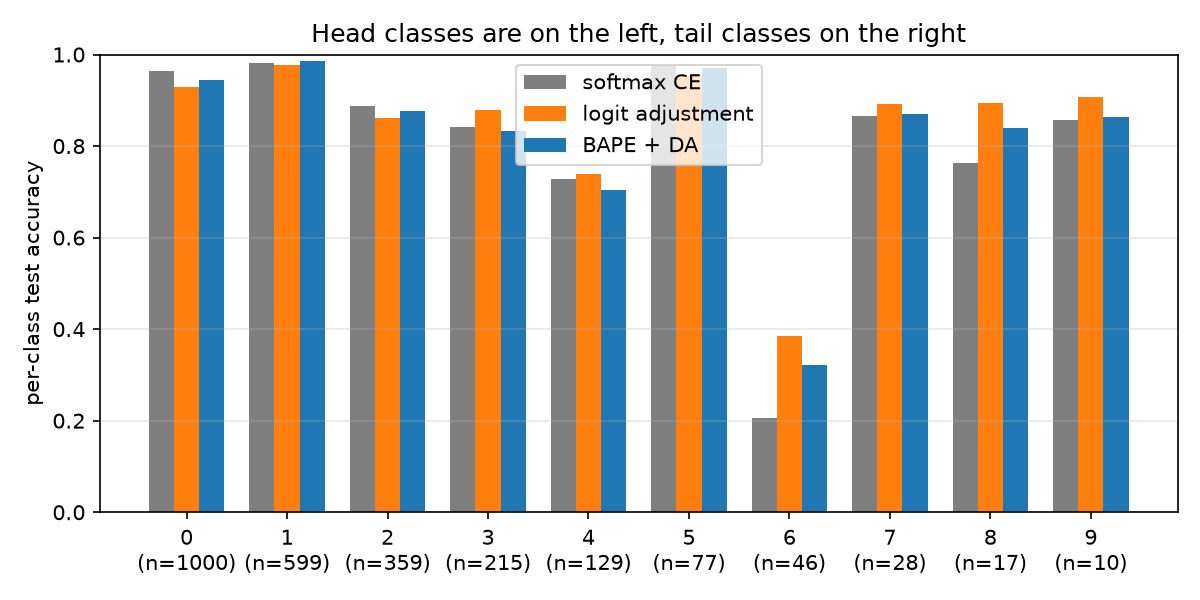 Head classes are on the left, tail classes on the right
per-class test accuracy
1.0
0.8
0.6
0.4
0.2
0.0
softmax CE
logit adjustment
BAPE + DA
0 1 2 3 4 5 6 7 8 9
(n=1000) (n=599) (n=359) (n=215) (n=129) (n=77) (n=46) (n=28) (n=17) (n=10)